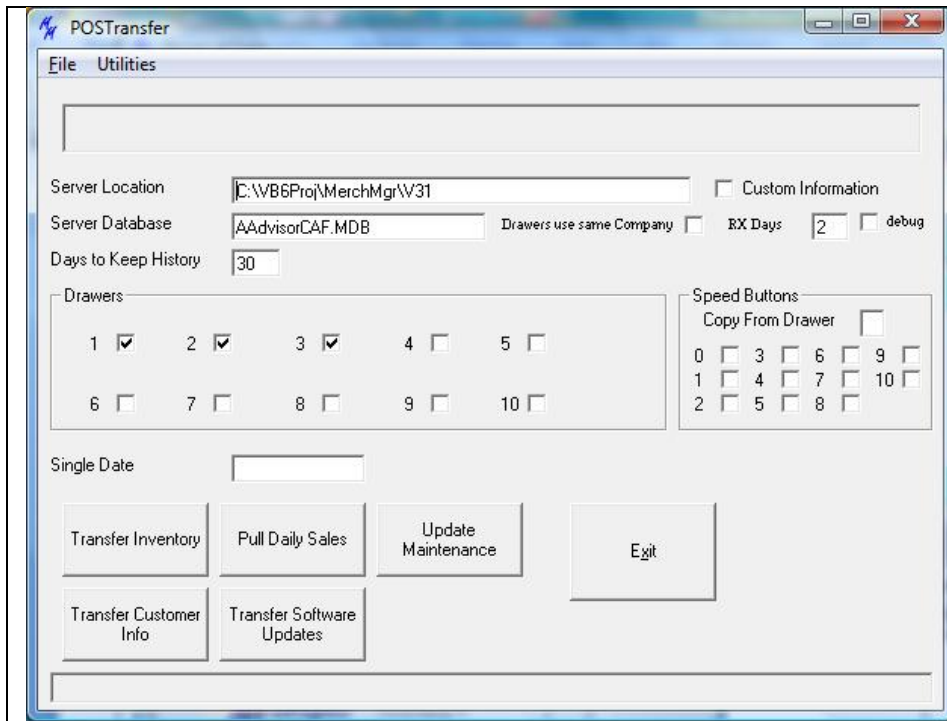 POSTransfer
File Utilities
Server Location C:\VB6Proj\MerchMgr\V31 Custom Information
Server Database AAdvisorCAF.MDB Drawers use same Company RX Days 2 debug
Days to Keep History 30
Drawers
1 2 3 4 5
6 7 8 9 10
Speed Buttons
Copy From Drawer
0 3 6 9
1 4 7 10
2 5 8
Single Date
Transfer Inventory
Pull Daily Sales
Update
Maintenance
Exit
Transfer Customer
Info
Transfer Software
Updates